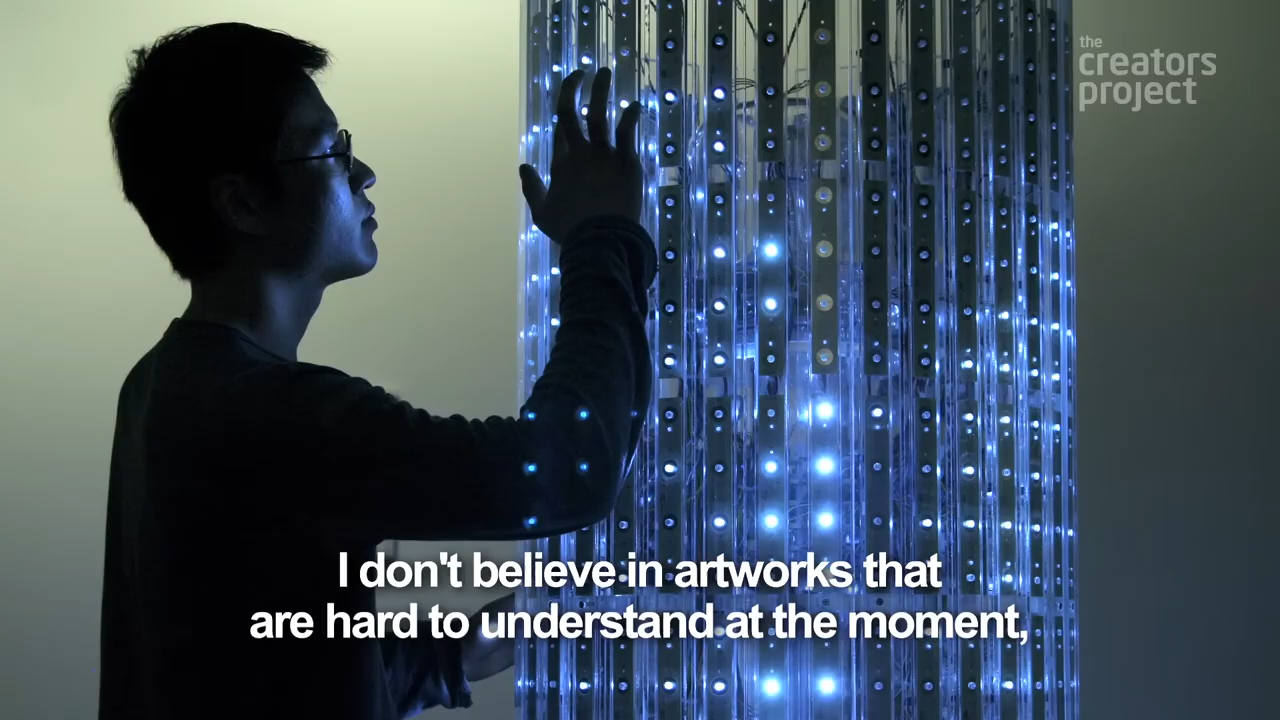 the
creators
project
I don't believe in artworks that
are hard to understand at the moment,